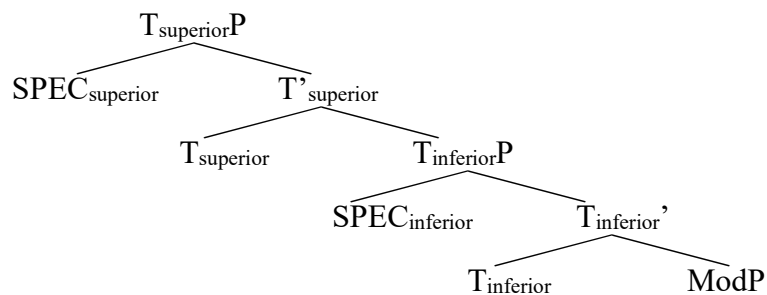 TsuperiorP
SPECsuperior T’superior
Tsuperior TinferiorP
SPECinferior Tinferior’
Tinferior ModP